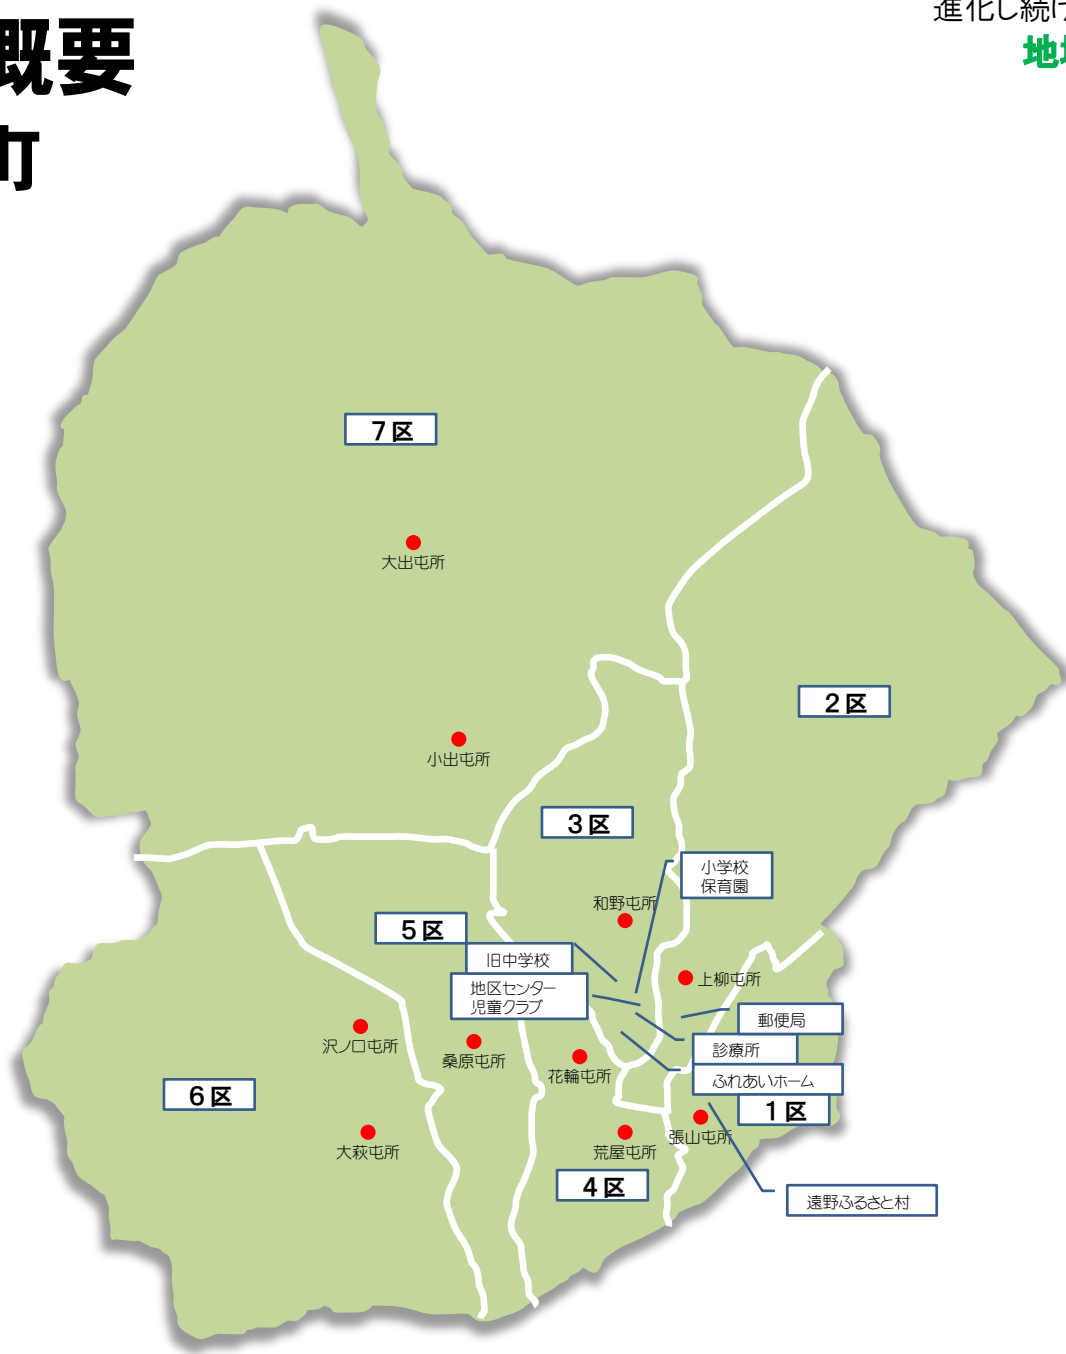 概要
町
進化し続け
地域
7区
大出屯所
2区
小出屯所
3区
小学校
保育園
和野屯所
5区
旧中学校
上柳屯所
地区センター
児童クラブ
郵便局
沢ノ口屯所
桑原屯所
診療所
花輪屯所
ふれあいホーム
6区
1区
大萩屯所
荒屋屯所
張山屯所
4区
遠野ふるさと村